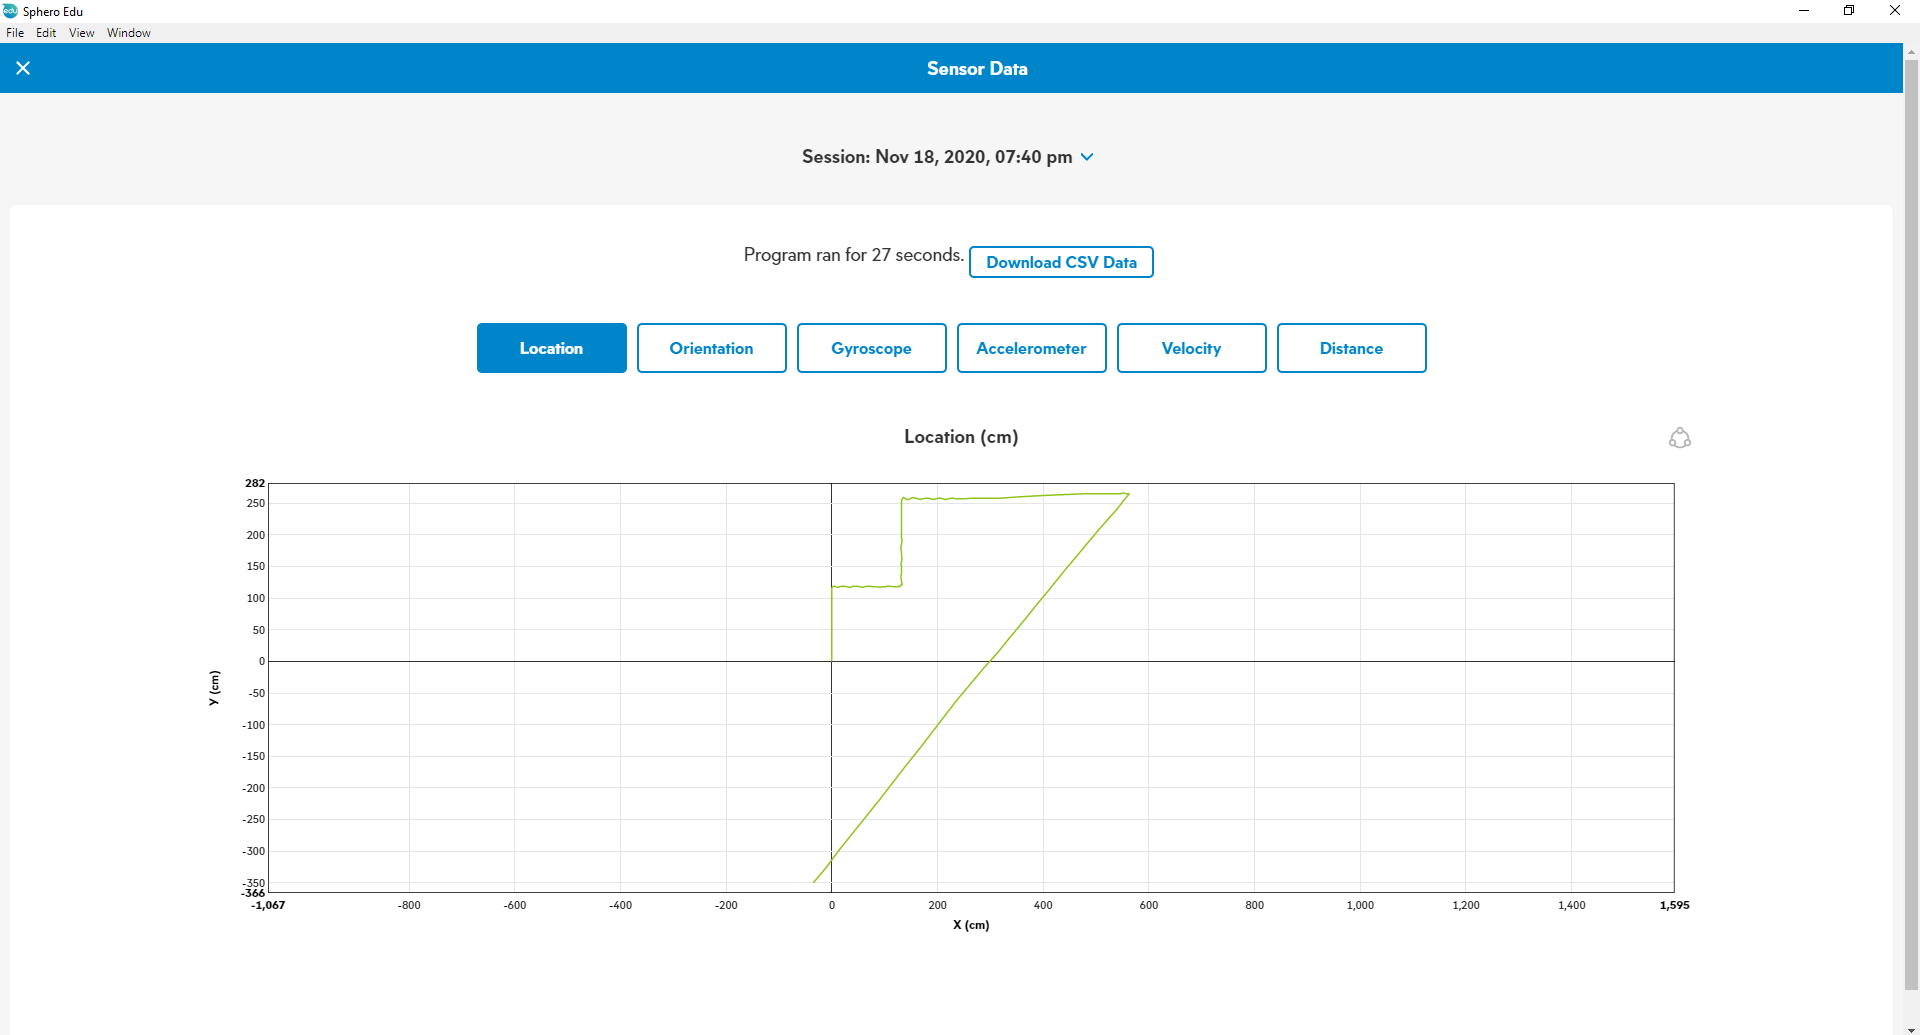 Sphero Edu
File Edit View Window
Sensor Data
Session: Nov 18, 2020, 07:40 pm
Program ran for 27 seconds. Download CSV Data
Location Orientation Gyroscope Accelerometer Velocity Distance
Location (cm)
282
250
200
150
100
50
0
-50
-100
-150
-200
-250
-300
-350
-366
Y (cm)
-1,067 -800 -600 -400 -200 0 200 400 600 800 1,000 1,200 1,400 1,595
X (cm)